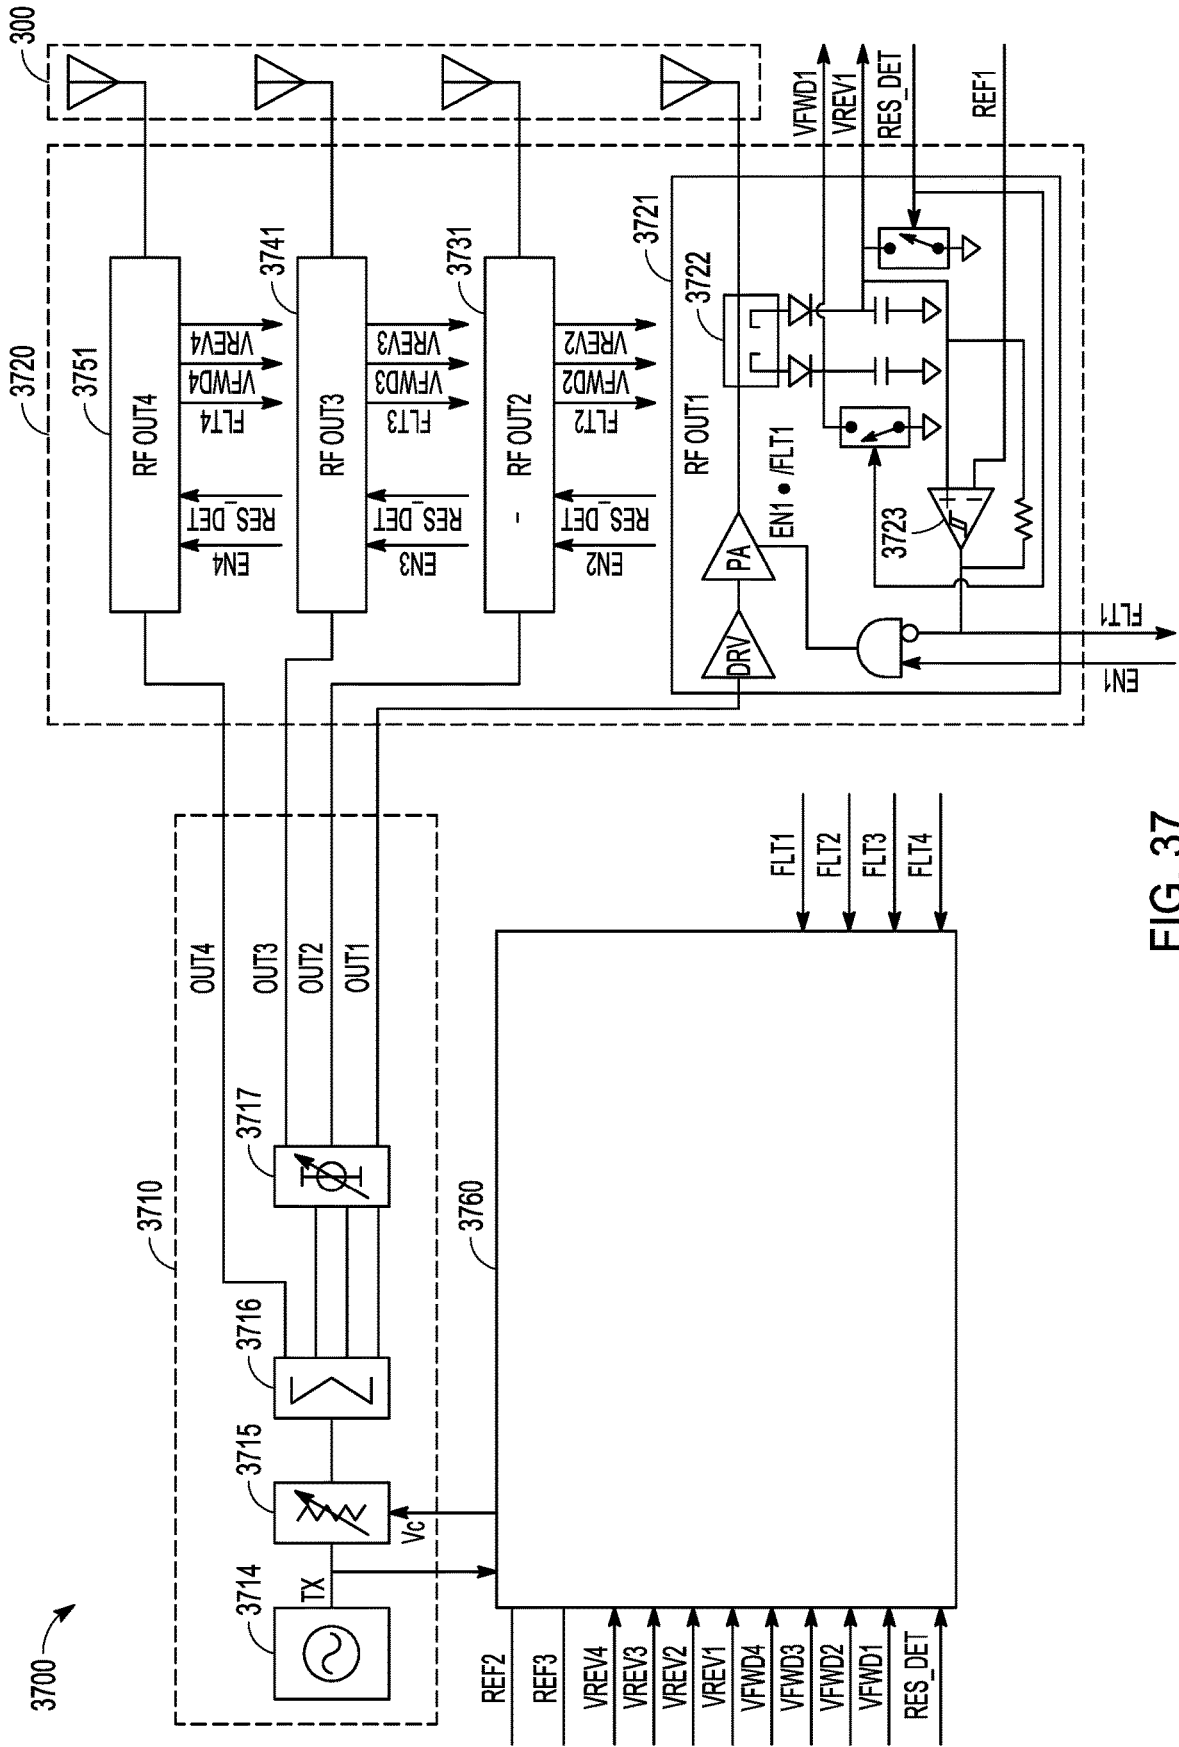 3700
3710
3714
TX
3715
Vc
3716
3717
OUT4
OUT3
OUT2
OUT1
3760
REF2
REF3
VREV4
VREV3
VREV2
VREV1
VFWD4
VFWD3
VFWD2
VFWD1
RES_DET
FLT1
FLT2
FLT3
FLT4
3720
3751
RF OUT4
EN4
RES_DET
FLT4
VFWD4
VREV4
3741
RF OUT3
EN3
RES_DET
FLT3
VFWD3
VREV3
3731
RF OUT2
-
EN2
RES_DET
FLT2
VFWD2
VREV2
3721
RF OUT1
3722
DRV
PA
EN1 • /FLT1
3723
EN1
FLT1
VFWD1
VREV1
RES_DET
REF1
300
FIG. 37